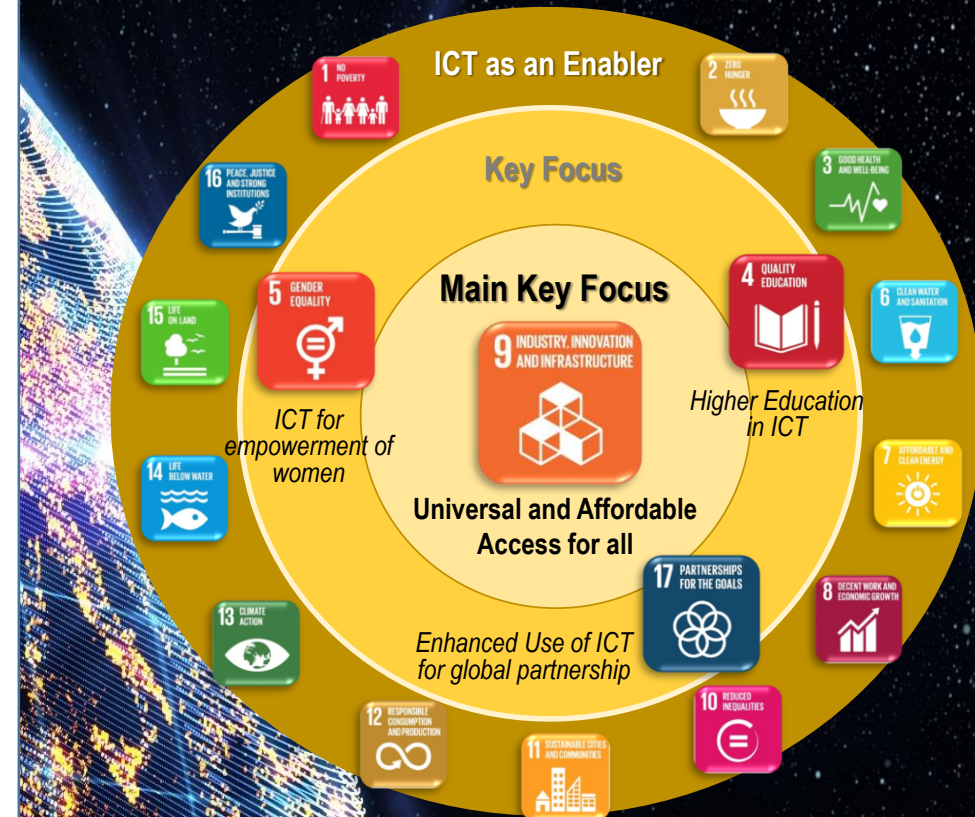 ICT as an Enabler
1 NO
POVERTY
2 ZERO
HUNGER
Key Focus
3 GOOD HEALTH
AND WELL-BEING
16 PEACE, JUSTICE
AND STRONG
INSTITUTIONS
5 GENDER
EQUALITY
Main Key Focus
4 QUALITY
EDUCATION
6 CLEAN WATER
AND SANITATION
15 LIFE
ON LAND
9 INDUSTRY, INNOVATION
AND INFRASTRUCTURE
ICT for
empowerment of
women
Higher Education
in ICT
14 LIFE
BELOW WATER
7 AFFORDABLE AND
CLEAN ENERGY
Universal and Affordable
Access for all
17 PARTNERSHIPS
FOR THE GOALS
8 DECENT WORK AND
ECONOMIC GROWTH
13 CLIMATE
ACTION
Enhanced Use of ICT
for global partnership
10 REDUCED
INEQUALITIES
12 RESPONSIBLE
CONSUMPTION
AND PRODUCTION
11 SUSTAINABLE CITIES
AND COMMUNITIES